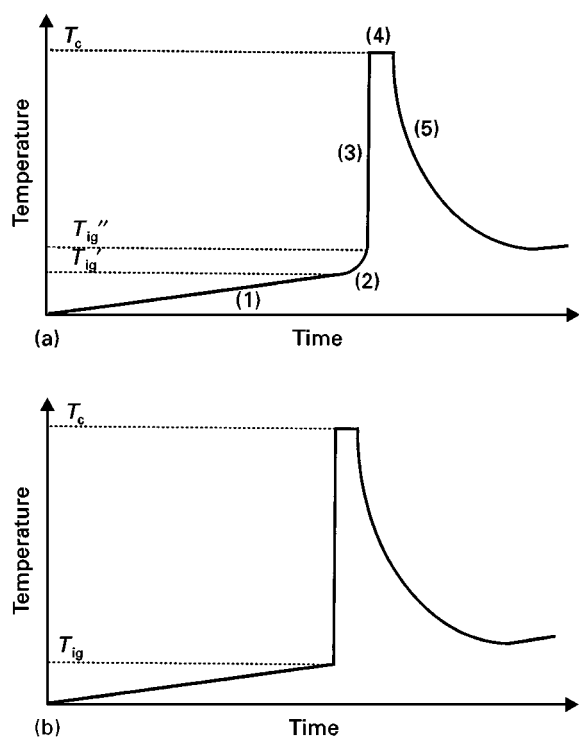 T_c
(4)
(5)
(3)
Temperature
T_ig″
T_ig′
(2)
(1)
(a)
Time
T_c
Temperature
T_ig
(b)
Time